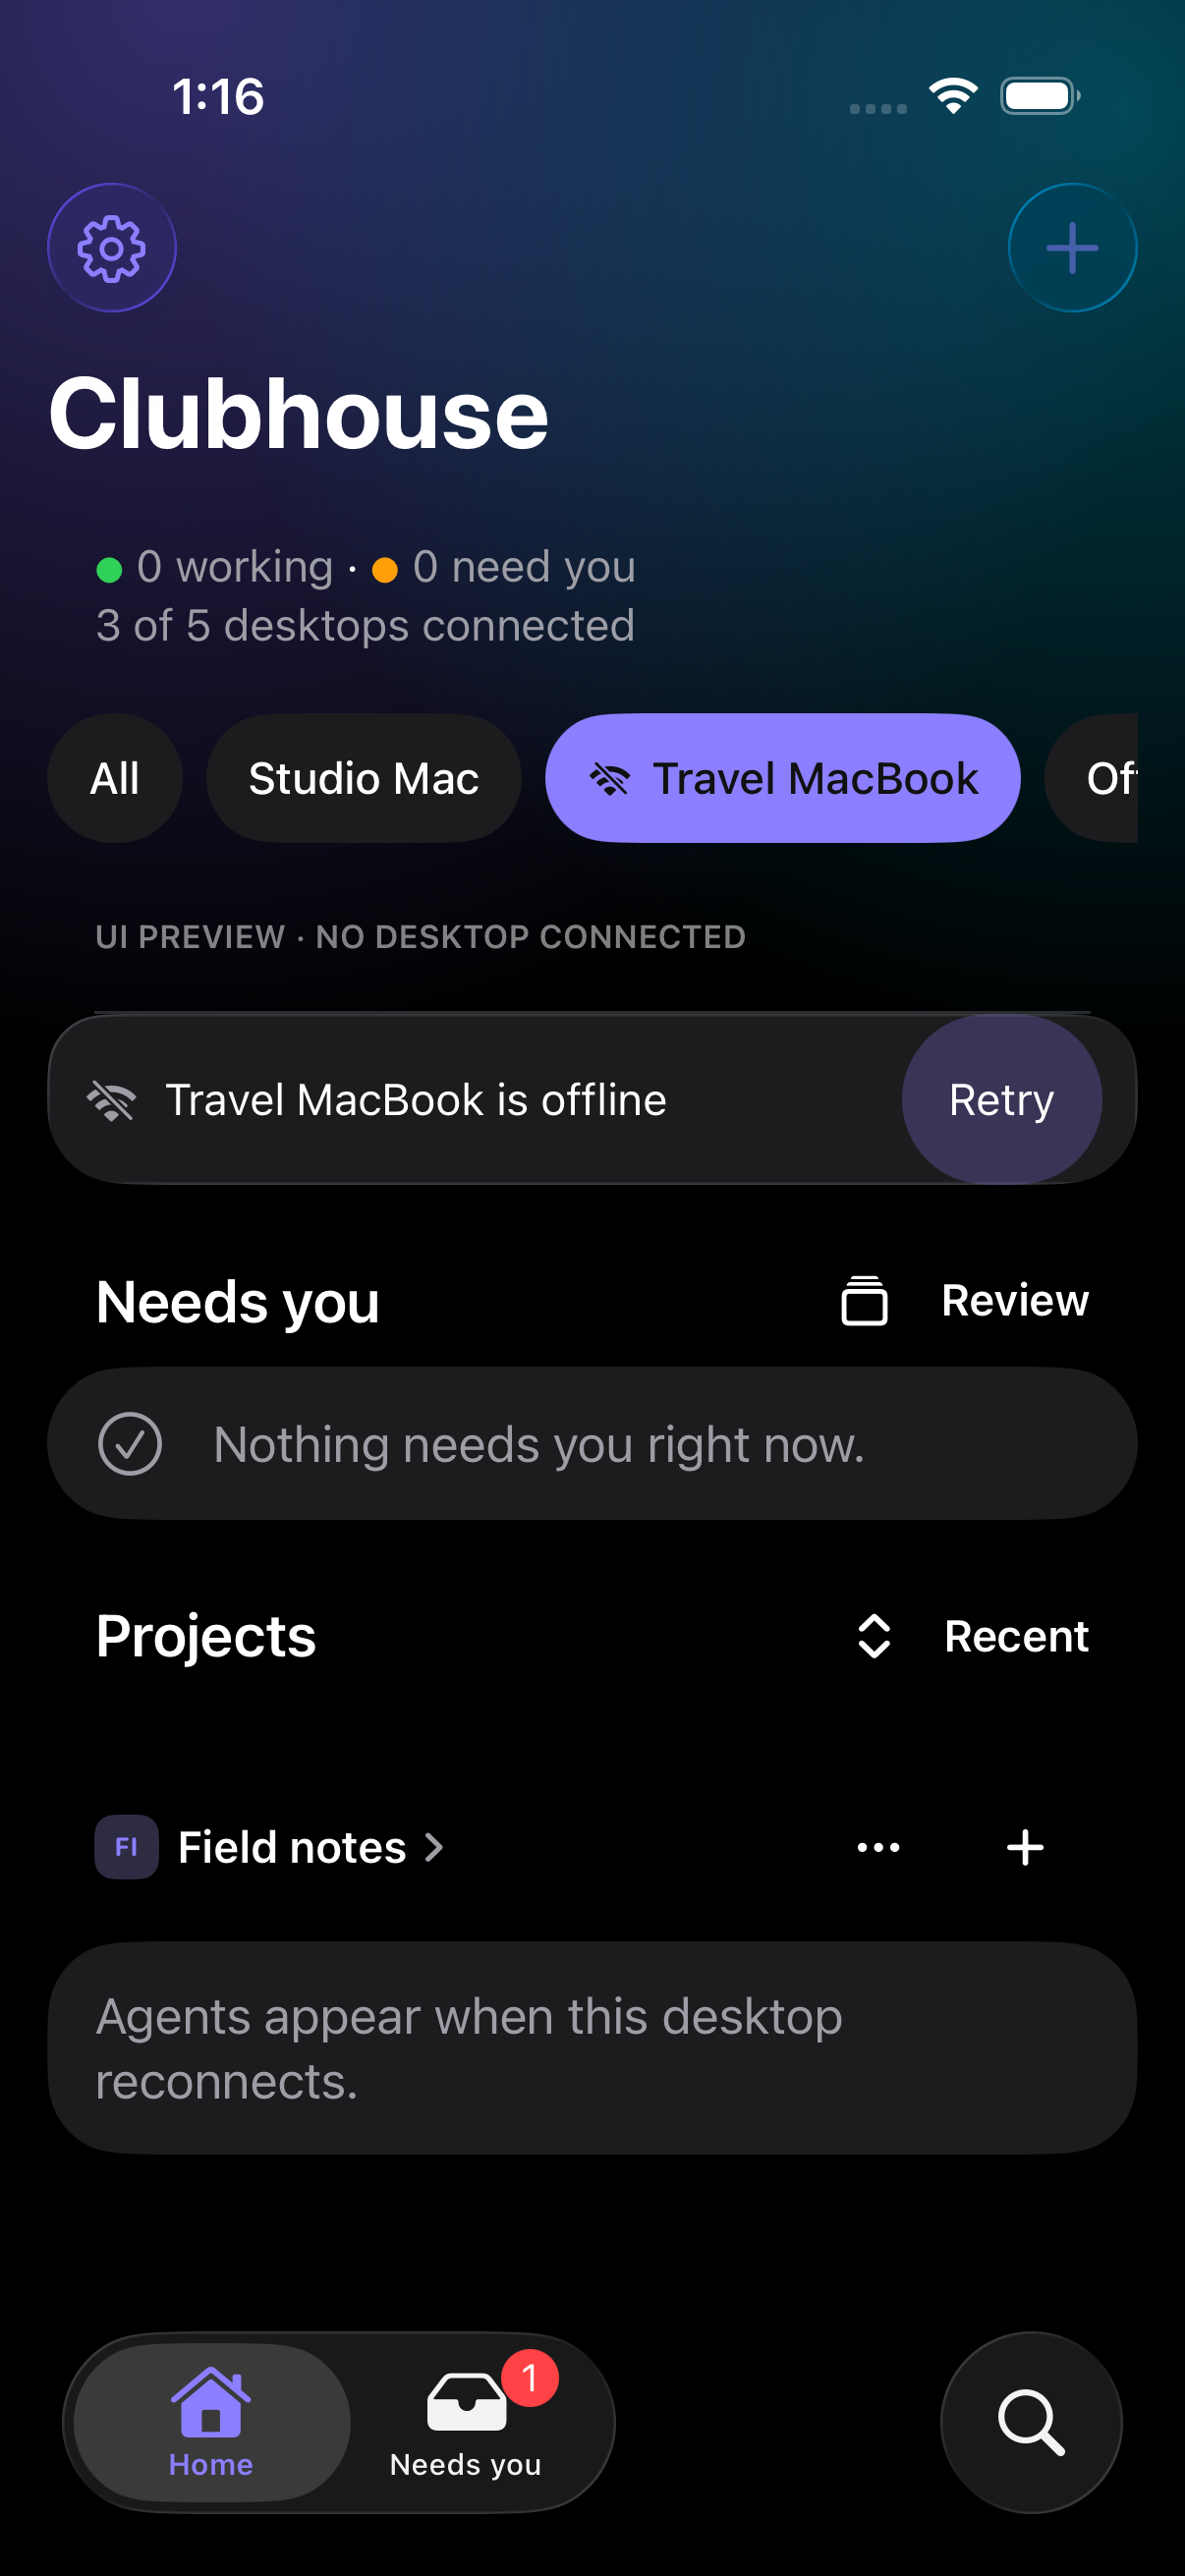 1:16
Clubhouse
0 working · 0 need you
3 of 5 desktops connected
All
Studio Mac
Travel MacBook
UI PREVIEW · NO DESKTOP CONNECTED
Travel MacBook is offline
Retry
Needs you
Review
Nothing needs you right now.
Projects
Recent
FI
Field notes
Agents appear when this desktop
reconnects.
1
Home
Needs you